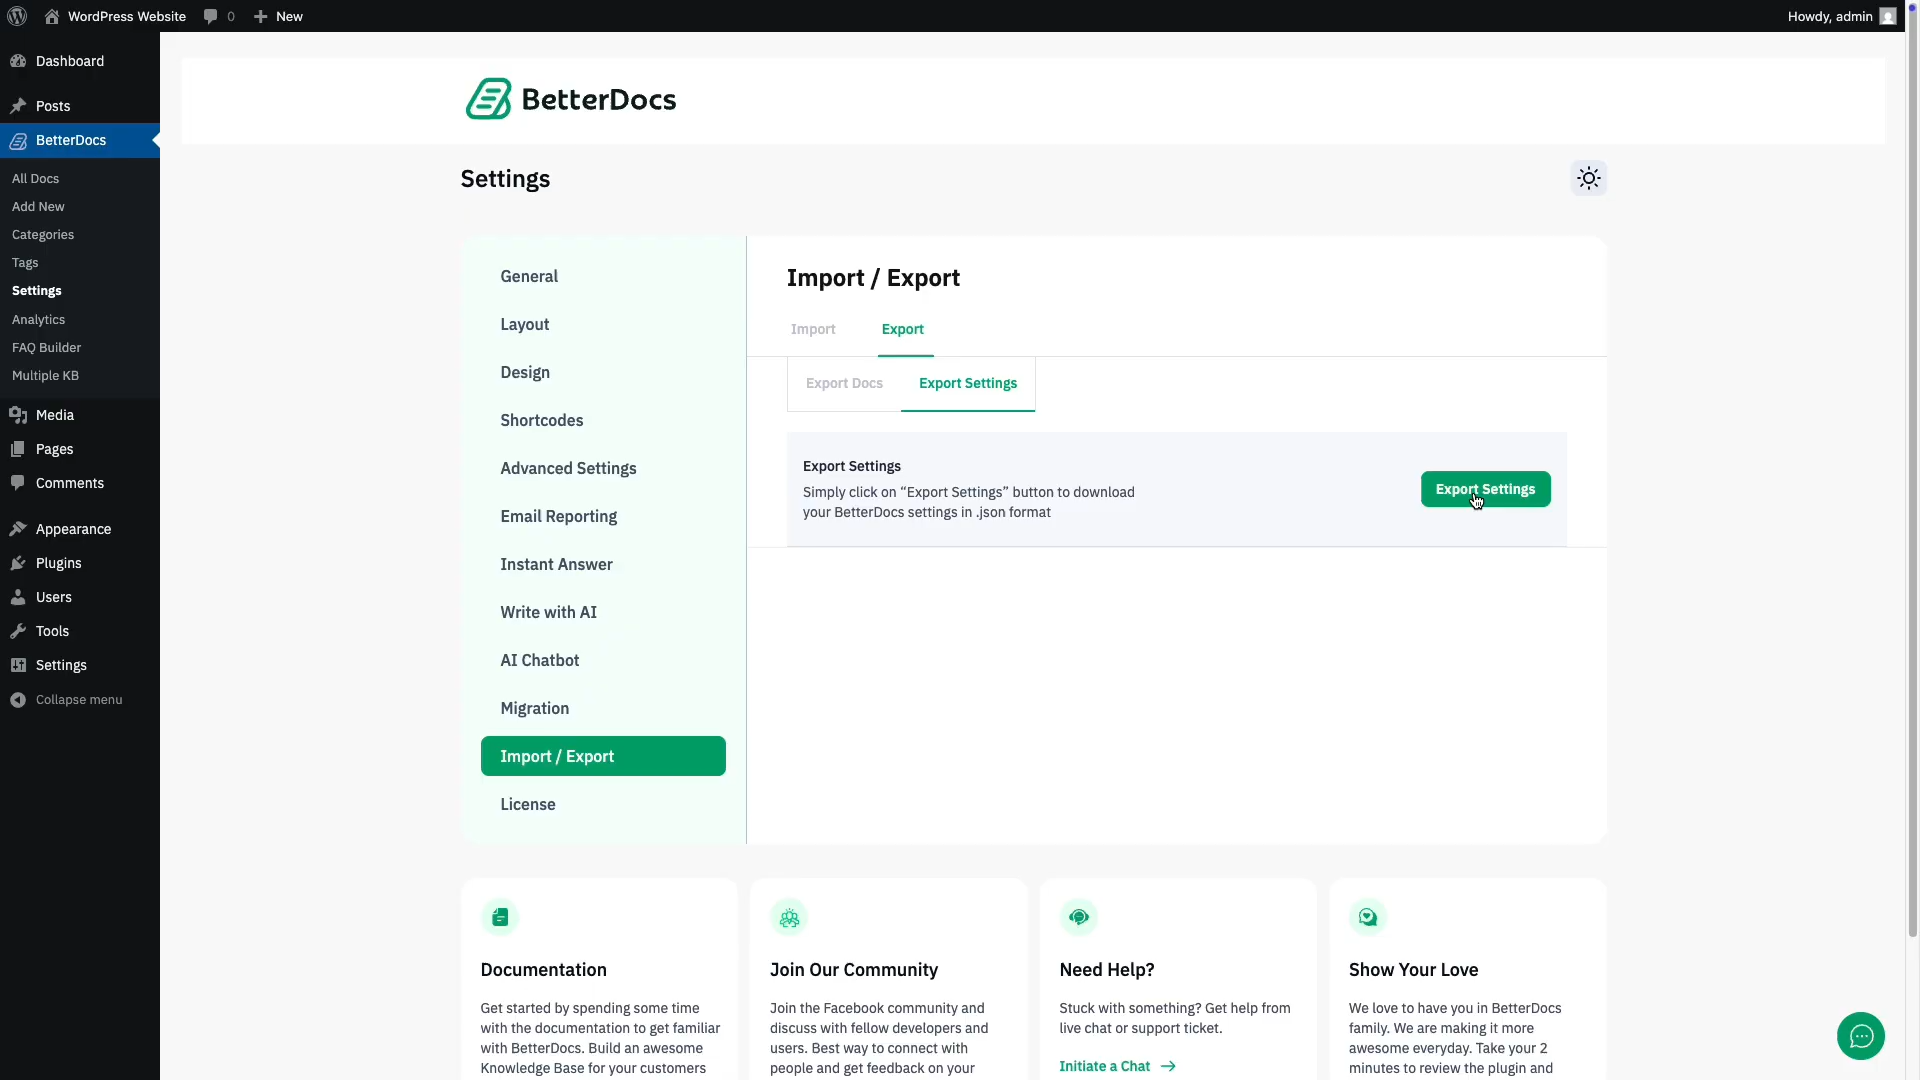 WordPress Website
0
New
Howdy, admin
Dashboard
Posts
BetterDocs
All Docs
Add New
Categories
Tags
Settings
Analytics
FAQ Builder
Multiple KB
Media
Pages
Comments
Appearance
Plugins
Users
Tools
Settings
Collapse menu
BetterDocs
Settings
General
Layout
Design
Shortcodes
Advanced Settings
Email Reporting
Instant Answer
Write with AI
AI Chatbot
Migration
Import / Export
License
Import / Export
Import
Export
Export Docs
Export Settings
Export Settings
Simply click on “Export Settings” button to download
your BetterDocs settings in .json format
Export Settings
Documentation
Get started by spending some time
with the documentation to get familiar
with BetterDocs. Build an awesome
Knowledge Base for your customers
Join Our Community
Join the Facebook community and
discuss with fellow developers and
users. Best way to connect with
people and get feedback on your
Need Help?
Stuck with something? Get help from
live chat or support ticket.
Initiate a Chat
Show Your Love
We love to have you in BetterDocs
family. We are making it more
awesome everyday. Take your 2
minutes to review the plugin and